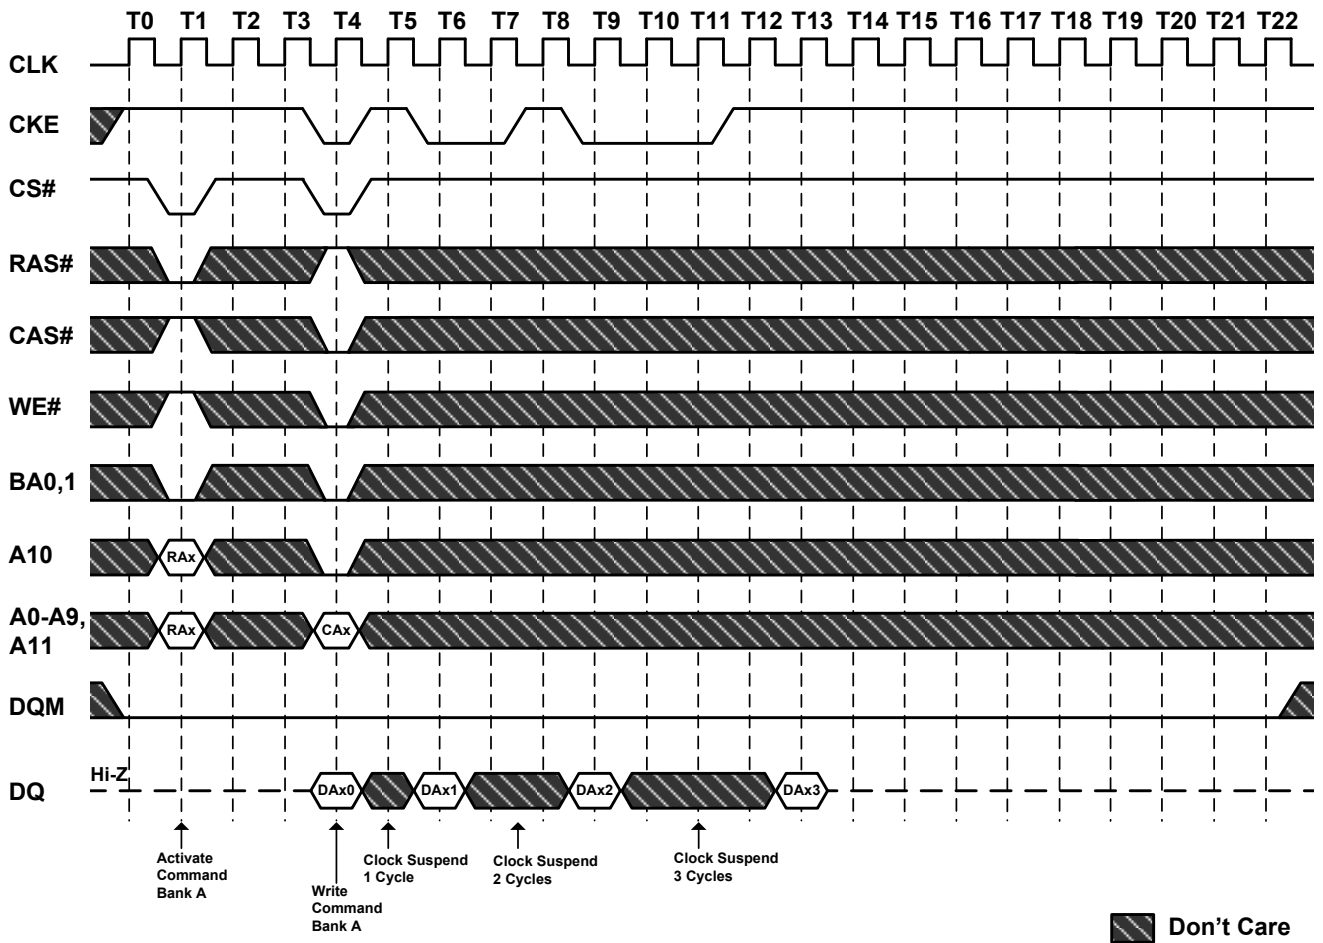 T0 T1 T2 T3 T4 T5 T6 T7 T8 T9 T10 T11 T12 T13 T14 T15 T16 T17 T18 T19 T20 T21 T22
CLK
CKE
CS#
RAS#
CAS#
WE#
BA0,1
A10
RAx
A0-A9,
A11
RAx
CAx
DQM
Hi-Z
DQ
DAx0
DAx1
DAx2
DAx3
Activate
Command
Bank A
Write
Command
Bank A
Clock Suspend
1 Cycle
Clock Suspend
2 Cycles
Clock Suspend
3 Cycles
Don't Care